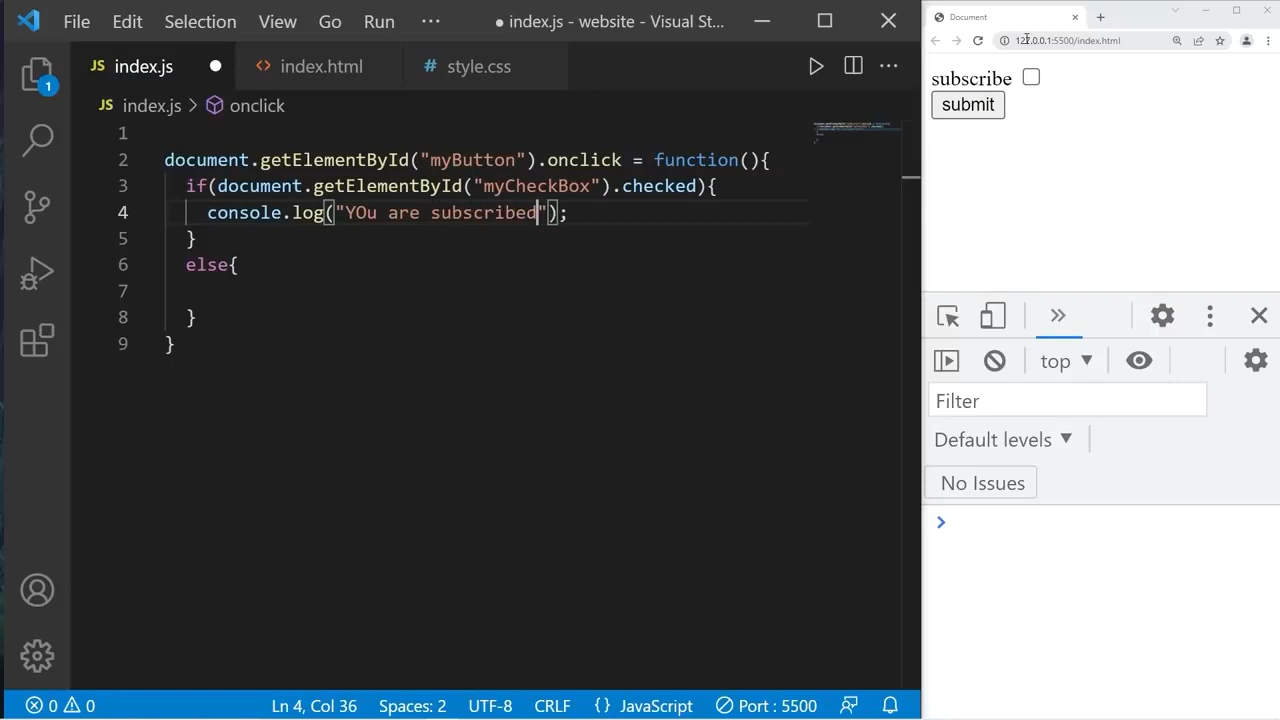 File Edit Selection View Go Run ··· ● index.js - website - Visual St...
JS index.js ● <> index.html # style.css
JS index.js > onclick
1
2 document.getElementById("myButton").onclick = function(){
3 if(document.getElementById("myCheckBox").checked){
4 console.log("YOu are subscribed");
5 }
6 else{
7
8 }
9 }
1
0 0 Ln 4, Col 36 Spaces: 2 UTF-8 CRLF {} JavaScript Port : 5500
Document
127.0.0.1:5500/index.html
subscribe
submit
top
Filter
Default levels
No Issues